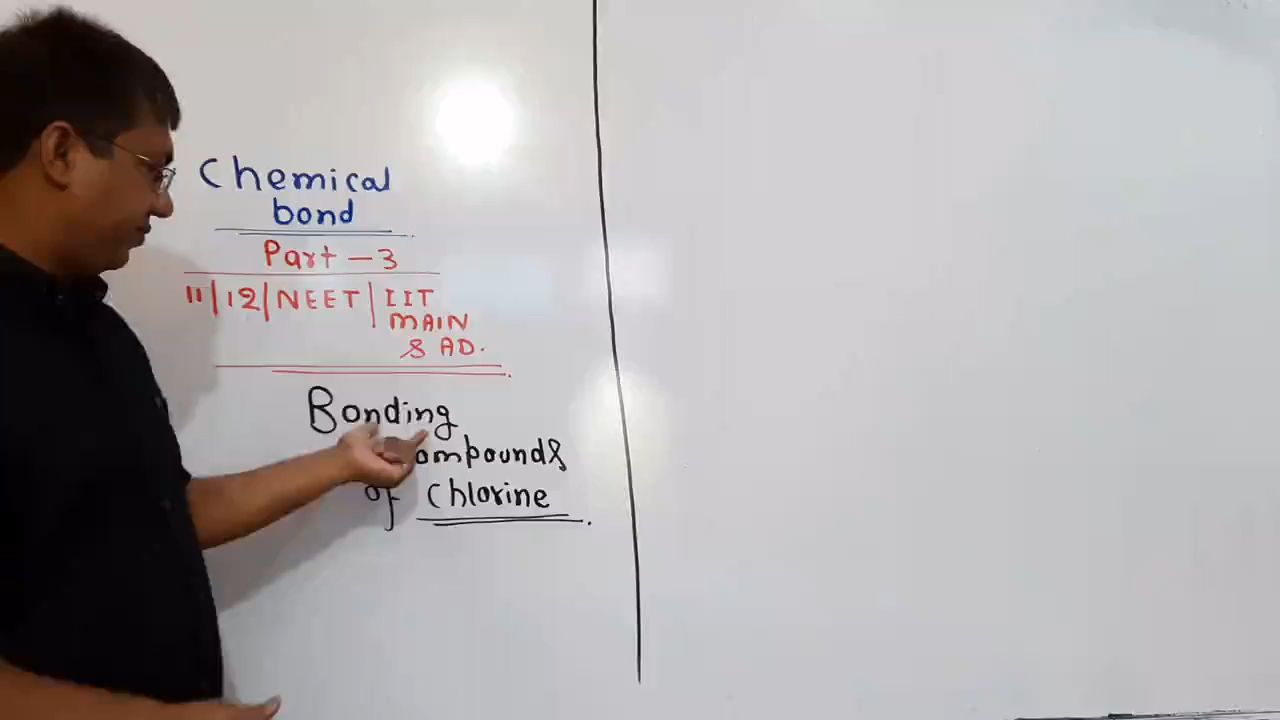 Chemical
bond
Part - 3
11 | 12 | NEET | IIT
MAIN
& AD.
Bonding
ompounds
of Chlorine